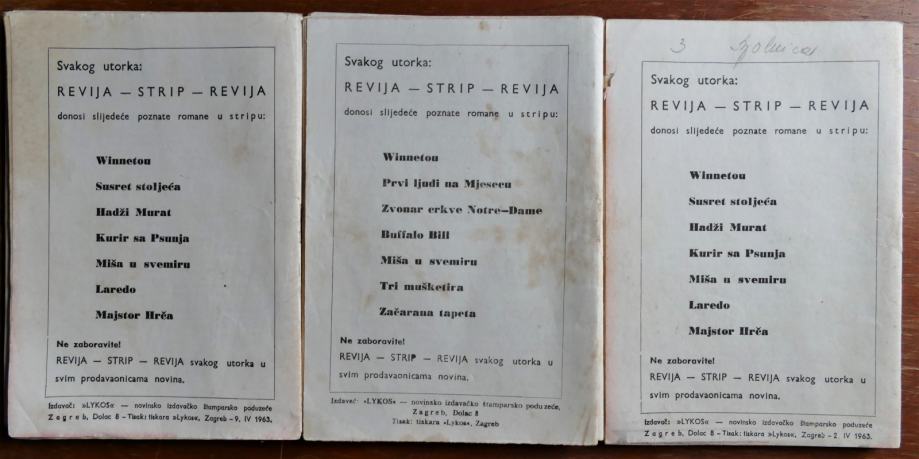 Svakog utorka:
REVIJA — STRIP — REVIJA
donosi slijedeće poznate romane u stripu:
Winnetou
Susret stoljeća
Hadži Murat
Kurir sa Psunja
Miša u svemiru
Laredo
Majstor Hrča
Ne zaboravite!
REVIJA — STRIP — REVIJA svakog utorka u
svim prodavaonicama novina.
Izdavač: »LYKOS« — novinsko izdavačko štamparsko poduzeće
Zagreb, Dolac 8 – Tisak: tiskara »Lykos«, Zagreb – 9. IV 1963.
Svakog utorka:
REVIJA — STRIP — REVIJA
donosi slijedeće poznate romane u stripu:
Winnetou
Prvi ljudi na Mjesecu
Zvonar crkve Notre—Dame
Buffalo Bill
Miša u svemiru
Tri mušketira
Začarana tapeta
Ne zaboravite!
REVIJA — STRIP — REVIJA svakog utorka u
svim prodavaonicama novina.
Izdavač: »LYKOS« — novinsko izdavačko štamparsko poduzeće,
Zagreb, Dolac 8
Tisak: tiskara »Lykos«, Zagreb
3
Svakog utorka:
REVIJA — STRIP — REVIJA
donosi slijedeće poznate romane u stripu:
Winnetou
Susret stoljeća
Hadži Murat
Kurir sa Psunja
Miša u svemiru
Laredo
Majstor Hrča
Ne zaboravite!
REVIJA — STRIP — REVIJA svakog utorka u
svim prodavaonicama novina.
Izdavač: »LYKOS« — novinsko izdavačko štamparsko poduzeće
Zagreb, Dolac 8 – Tisak: tiskara »Lykos«, Zagreb – 2. IV 1963.